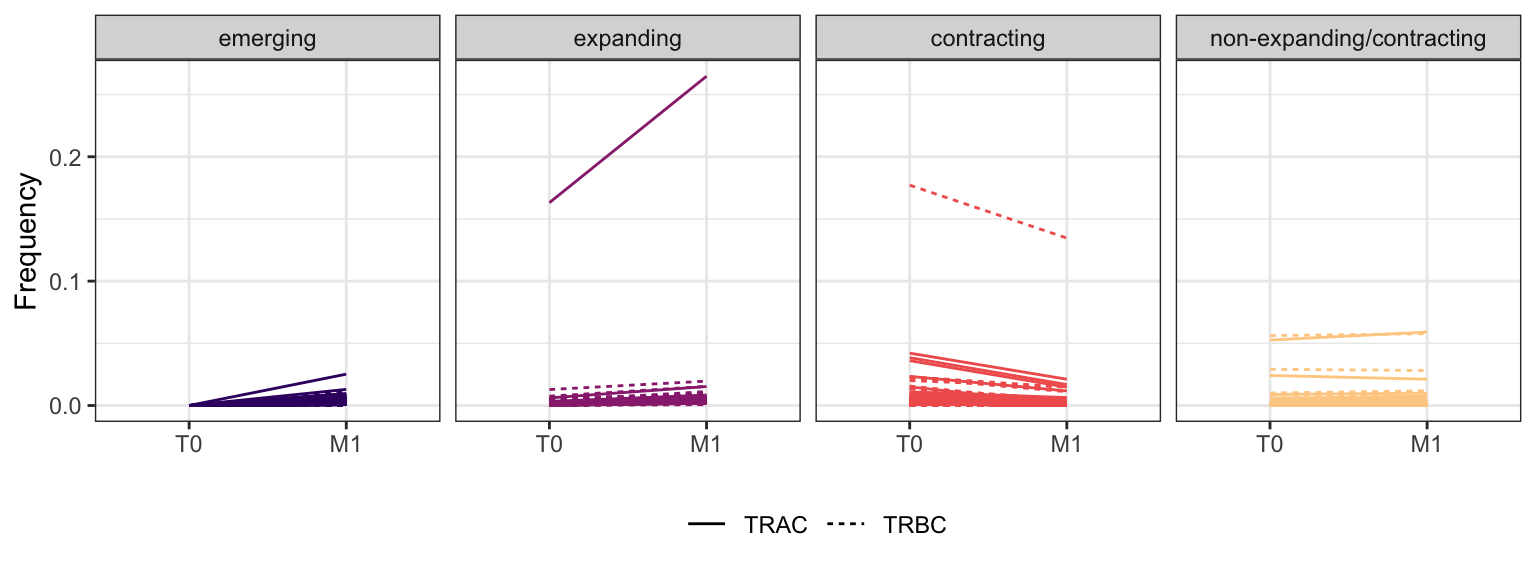 emerging expanding contracting non-expanding/contracting
Frequency
0.2
0.1
0.0
T0 M1 T0 M1 T0 M1 T0 M1
TRAC TRBC